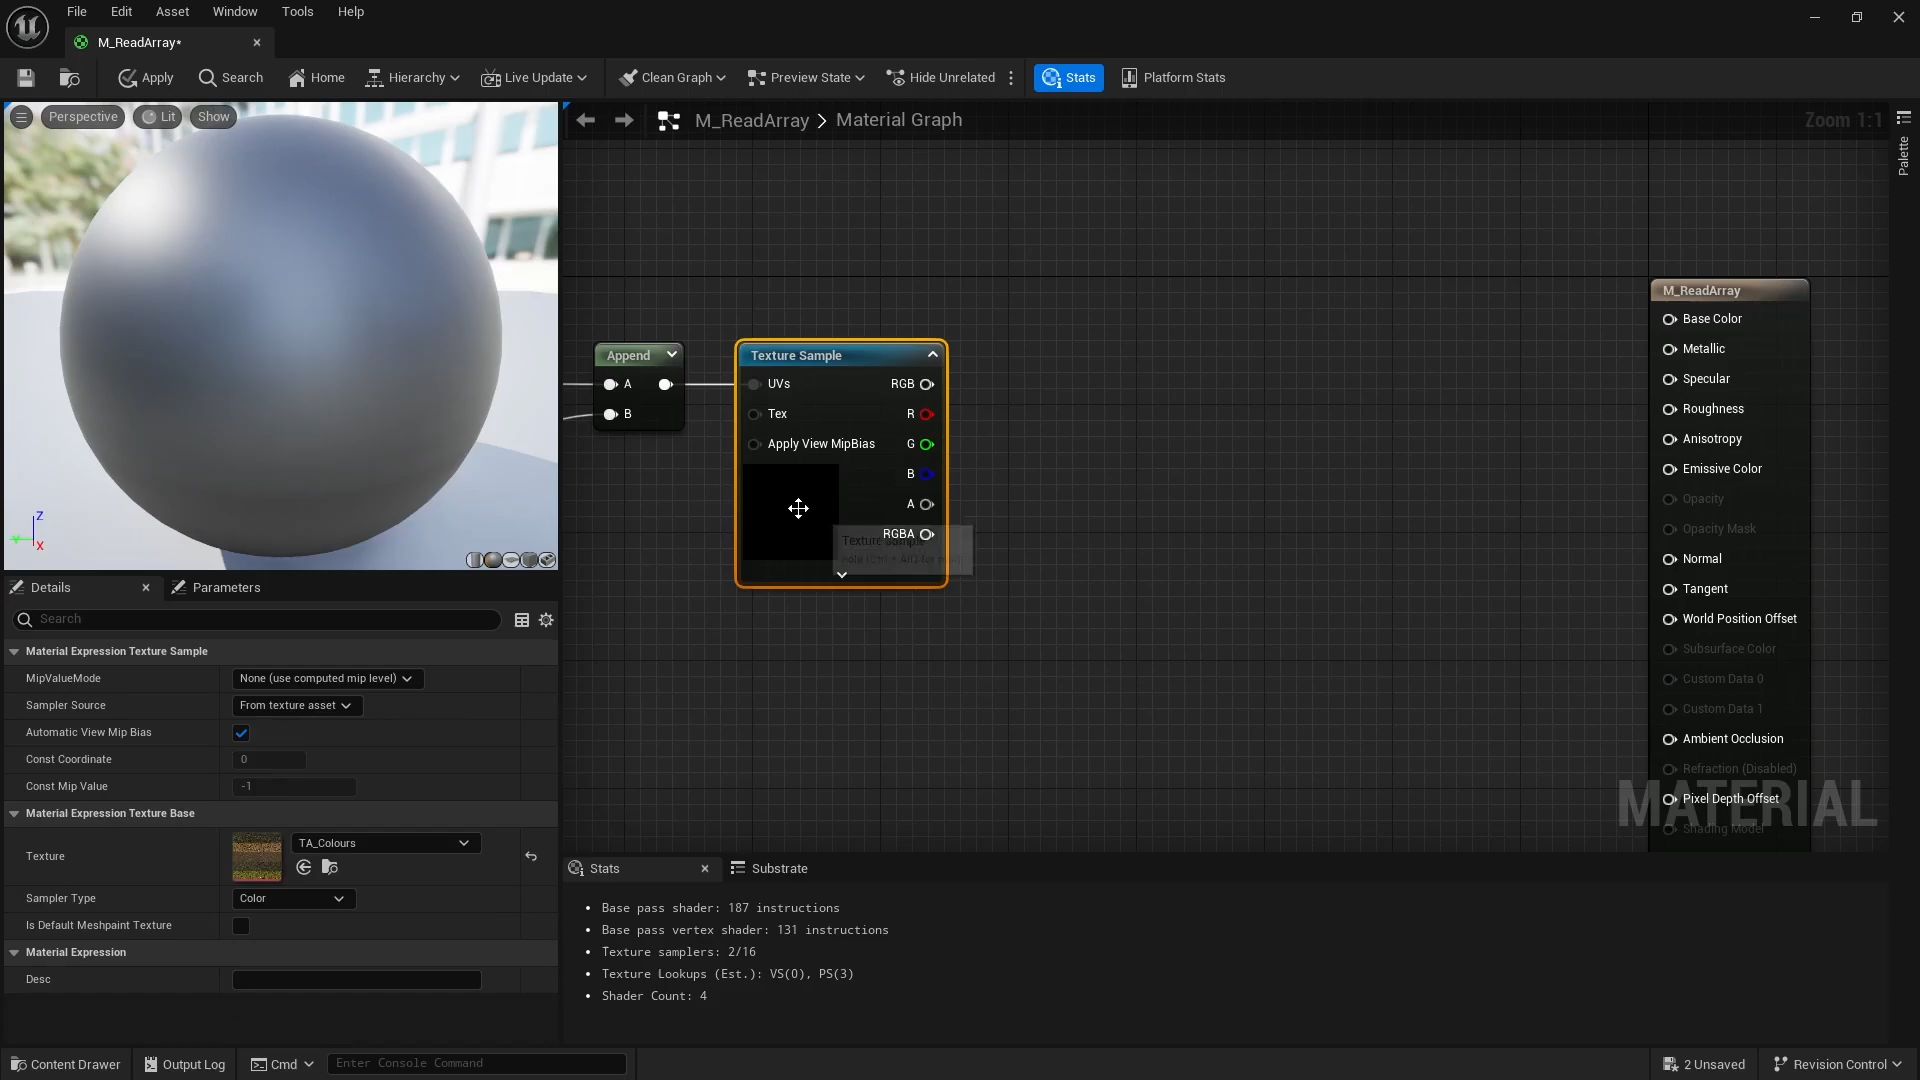 File Edit Asset Window Tools Help
M_ReadArray*
Apply Search Home Hierarchy Live Update Clean Graph Preview State Hide Unrelated Stats Platform Stats
Perspective Lit Show
M_ReadArray > Material Graph
Zoom 1:1
Palette
Z
Y
X
Append
A
B
Texture Sample
UVs RGB
Tex R
Apply View MipBias G
B
A
RGBA
Texture Sample
M_ReadArray
Base Color
Metallic
Specular
Roughness
Anisotropy
Emissive Color
Opacity
Opacity Mask
Normal
Tangent
World Position Offset
Subsurface Color
Custom Data 0
Custom Data 1
Ambient Occlusion
Refraction (Disabled)
Pixel Depth Offset
Shading Model
MATERIAL
Details Parameters
Search
Material Expression Texture Sample
MipValueMode None (use computed mip level)
Sampler Source From texture asset
Automatic View Mip Bias
Const Coordinate 0
Const Mip Value -1
Material Expression Texture Base
Texture TA_Colours
Sampler Type Color
Is Default Meshpaint Texture
Material Expression
Desc
Stats Substrate
Base pass shader: 187 instructions
Base pass vertex shader: 131 instructions
Texture samplers: 2/16
Texture Lookups (Est.): VS(0), PS(3)
Shader Count: 4
Content Drawer Output Log Cmd Enter Console Command 2 Unsaved Revision Control